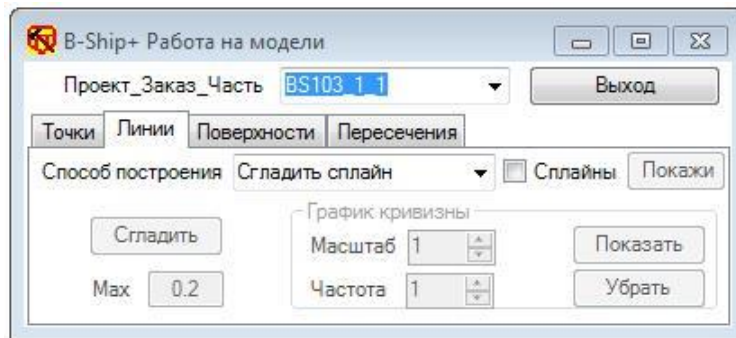 B-Ship+ Работа на модели
Проект_Заказ_Часть BS103_1_1 Выход
Точки Линии Поверхности Пересечения
Способ построения Сгладить сплайн Сплайны Покажи
График кривизны
Сгладить Масштаб 1 Показать
Max 0.2 Частота 1 Убрать